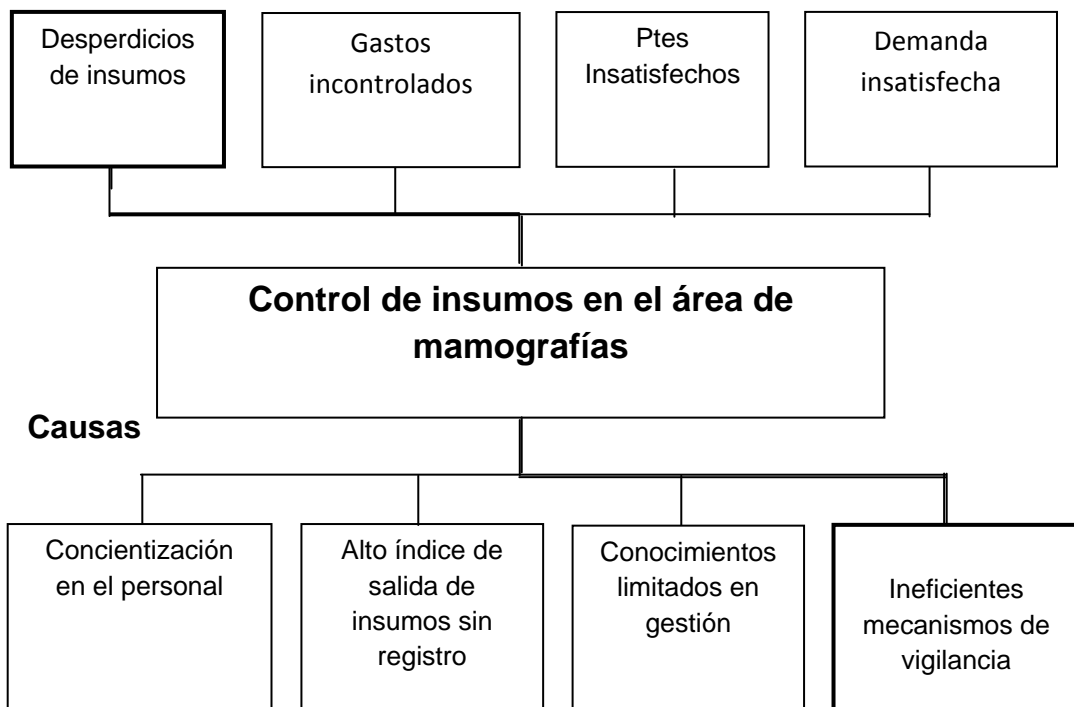 Desperdicios
de insumos
Gastos
incontrolados
Ptes
Insatisfechos
Demanda
insatisfecha
Control de insumos en el área de
mamografías
Causas
Concientización
en el personal
Alto índice de
salida de
insumos sin
registro
Conocimientos
limitados en
gestión
Ineficientes
mecanismos de
vigilancia